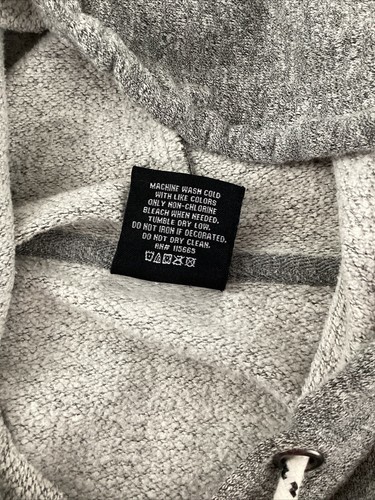 MACHINE WASH COLD
WITH LIKE COLORS
ONLY NON-CHLORINE
BLEACH WHEN NEEDED.
TUMBLE DRY LOW.
DO NOT IRON IF DECORATED.
DO NOT DRY CLEAN.
RN# 115665